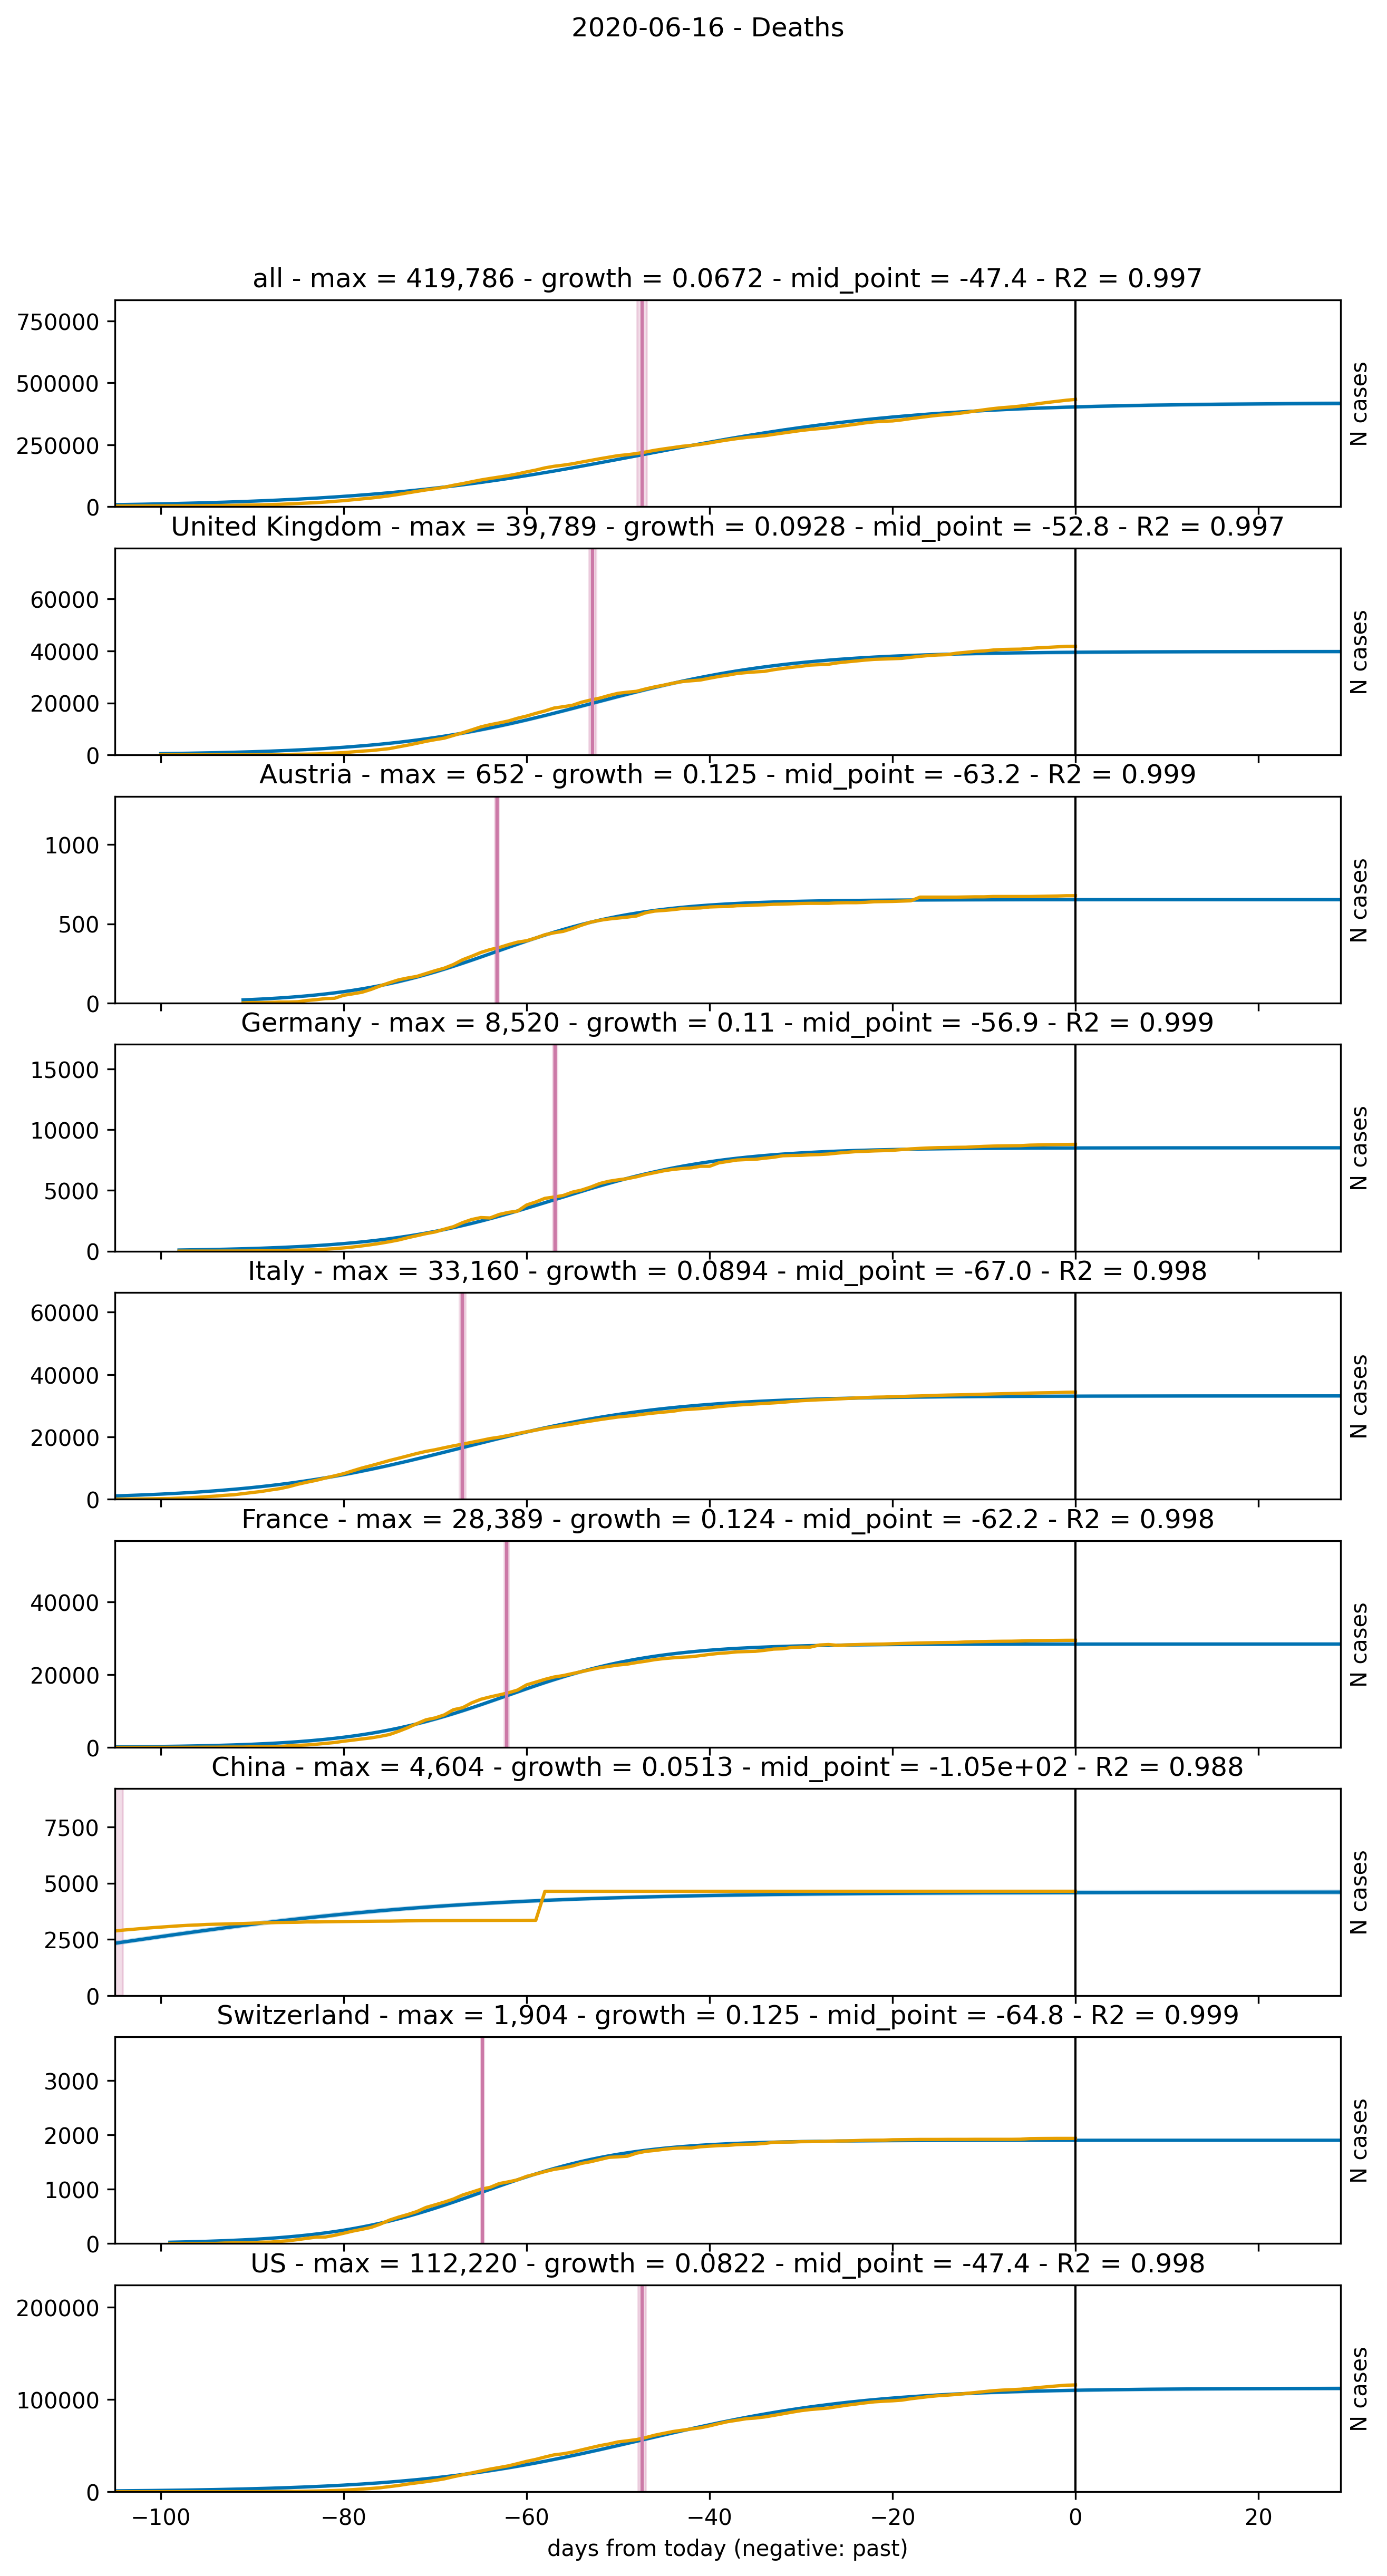 2020-06-16 - Deaths
all - max = 419,786 - growth = 0.0672 - mid_point = -47.4 - R2 = 0.997
750000
500000
250000
0
N cases
United Kingdom - max = 39,789 - growth = 0.0928 - mid_point = -52.8 - R2 = 0.997
60000
40000
20000
0
N cases
Austria - max = 652 - growth = 0.125 - mid_point = -63.2 - R2 = 0.999
1000
500
0
N cases
Germany - max = 8,520 - growth = 0.11 - mid_point = -56.9 - R2 = 0.999
15000
10000
5000
0
N cases
Italy - max = 33,160 - growth = 0.0894 - mid_point = -67.0 - R2 = 0.998
60000
40000
20000
0
N cases
France - max = 28,389 - growth = 0.124 - mid_point = -62.2 - R2 = 0.998
40000
20000
0
N cases
China - max = 4,604 - growth = 0.0513 - mid_point = -1.05e+02 - R2 = 0.988
7500
5000
2500
0
N cases
Switzerland - max = 1,904 - growth = 0.125 - mid_point = -64.8 - R2 = 0.999
3000
2000
1000
0
N cases
US - max = 112,220 - growth = 0.0822 - mid_point = -47.4 - R2 = 0.998
200000
100000
0
N cases
−100 −80 −60 −40 −20 0 20
days from today (negative: past)